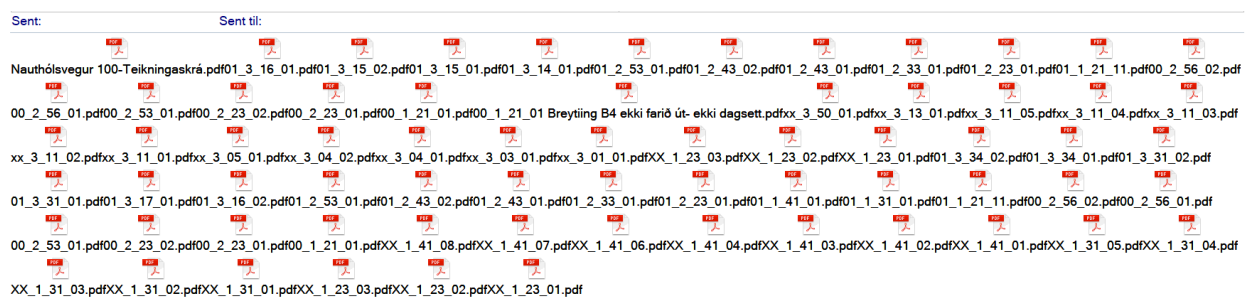 Sent: Sent til:
Nauthólsvegur 100-Teikningaskrá.pdf01_3_16_01.pdf01_3_15_02.pdf01_3_15_01.pdf01_3_14_01.pdf01_2_53_01.pdf01_2_43_02.pdf01_2_43_01.pdf01_2_33_01.pdf01_2_23_01.pdf01_1_21_11.pdf00_2_56_02.pdf
00_2_56_01.pdf00_2_53_01.pdf00_2_23_02.pdf00_2_23_01.pdf00_1_21_01.pdf00_1_21_01 Breytiing B4 ekki farið út- ekki dagsett.pdfxx_3_50_01.pdfxx_3_13_01.pdfxx_3_11_05.pdfxx_3_11_04.pdfxx_3_11_03.pdf
xx_3_11_02.pdfxx_3_11_01.pdfxx_3_05_01.pdfxx_3_04_02.pdfxx_3_04_01.pdfxx_3_03_01.pdfxx_3_01_01.pdfXX_1_23_03.pdfXX_1_23_02.pdfXX_1_23_01.pdf01_3_34_02.pdf01_3_34_01.pdf01_3_31_02.pdf
01_3_31_01.pdf01_3_17_01.pdf01_3_16_02.pdf01_2_53_01.pdf01_2_43_02.pdf01_2_43_01.pdf01_2_33_01.pdf01_2_23_01.pdf01_1_41_01.pdf01_1_31_01.pdf01_1_21_11.pdf00_2_56_02.pdf00_2_56_01.pdf
00_2_53_01.pdf00_2_23_02.pdf00_2_23_01.pdf00_1_21_01.pdfXX_1_41_08.pdfXX_1_41_07.pdfXX_1_41_06.pdfXX_1_41_04.pdfXX_1_41_03.pdfXX_1_41_02.pdfXX_1_41_01.pdfXX_1_31_05.pdfXX_1_31_04.pdf
XX_1_31_03.pdfXX_1_31_02.pdfXX_1_31_01.pdfXX_1_23_03.pdfXX_1_23_02.pdfXX_1_23_01.pdf